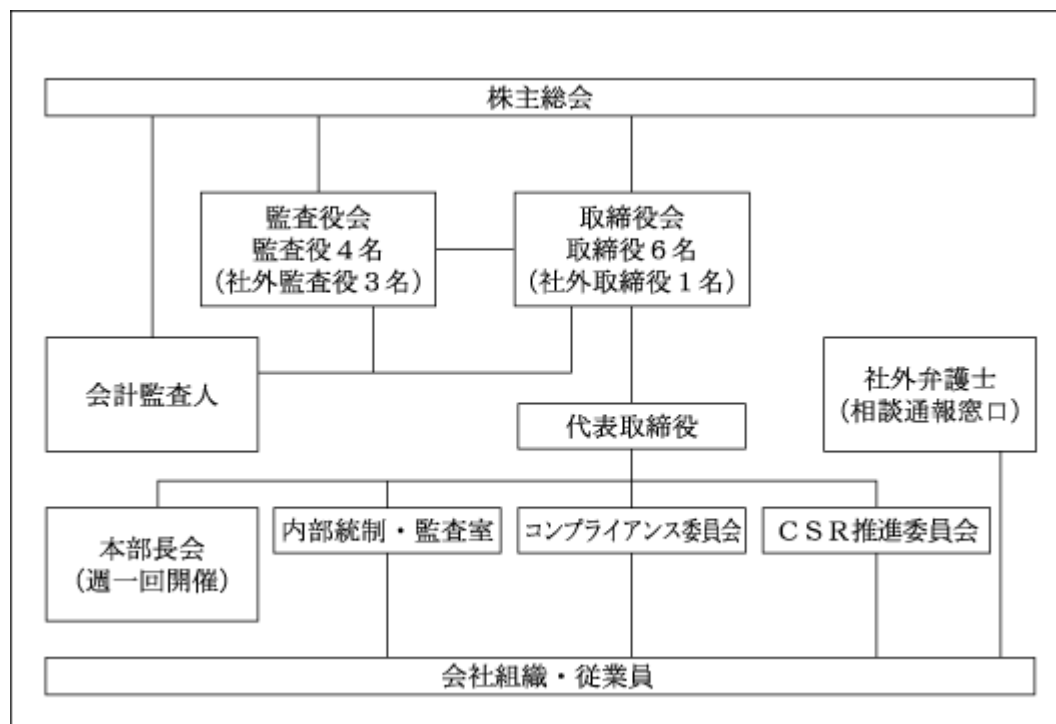 株主総会
監査役会
監査役４名
（社外監査役３名）
取締役会
取締役６名
（社外取締役１名）
会計監査人
社外弁護士
（相談通報窓口）
代表取締役
本部長会
（週一回開催）
内部統制・監査室
コンプライアンス委員会
ＣＳＲ推進委員会
会社組織・従業員